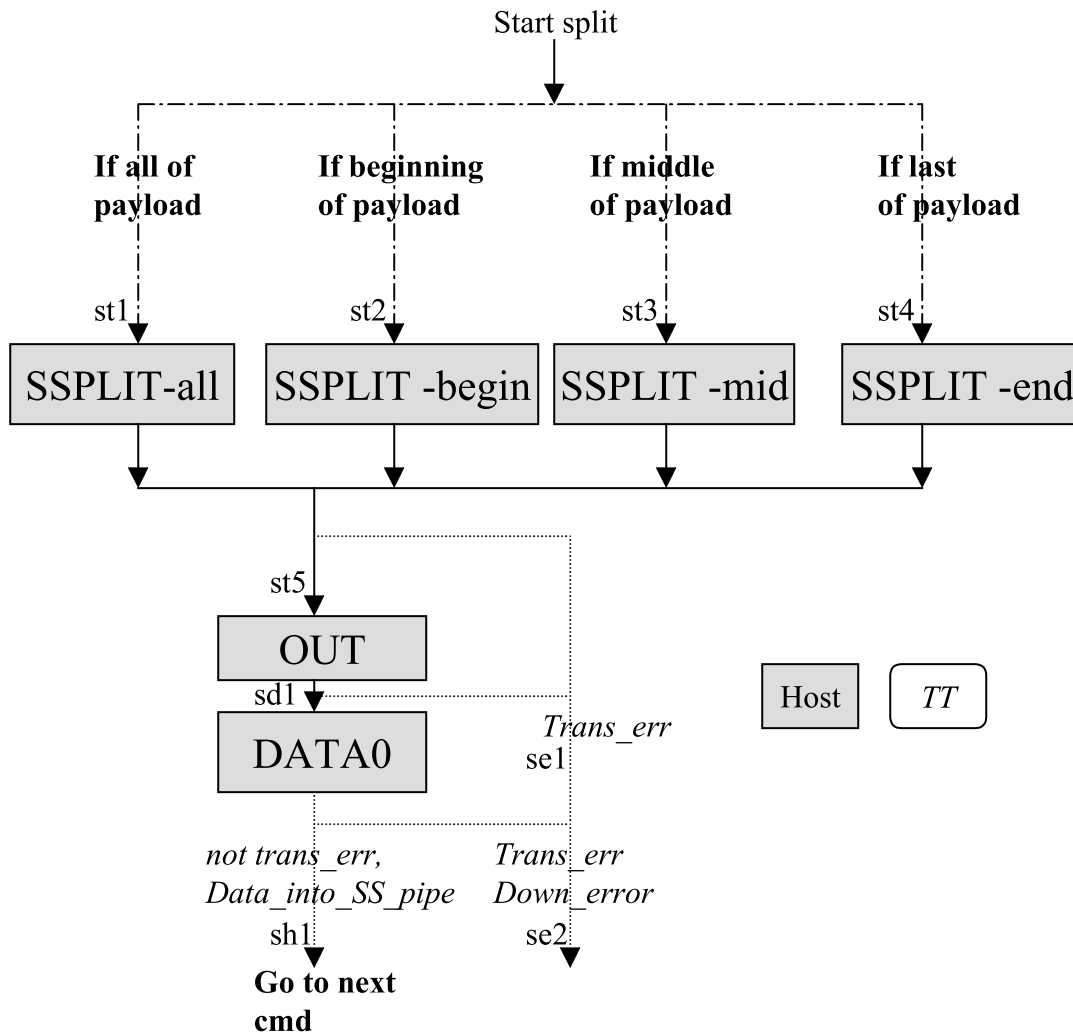 Start split
If all of
payload
If beginning
of payload
If middle
of payload
If last
of payload
st1
st2
st3
st4
SSPLIT-all
SSPLIT -begin
SSPLIT -mid
SSPLIT -end
st5
OUT
sd1
DATA0
Trans_err
se1
Host
TT
not trans_err,
Data_into_SS_pipe
sh1
Trans_err
Down_error
se2
Go to next
cmd